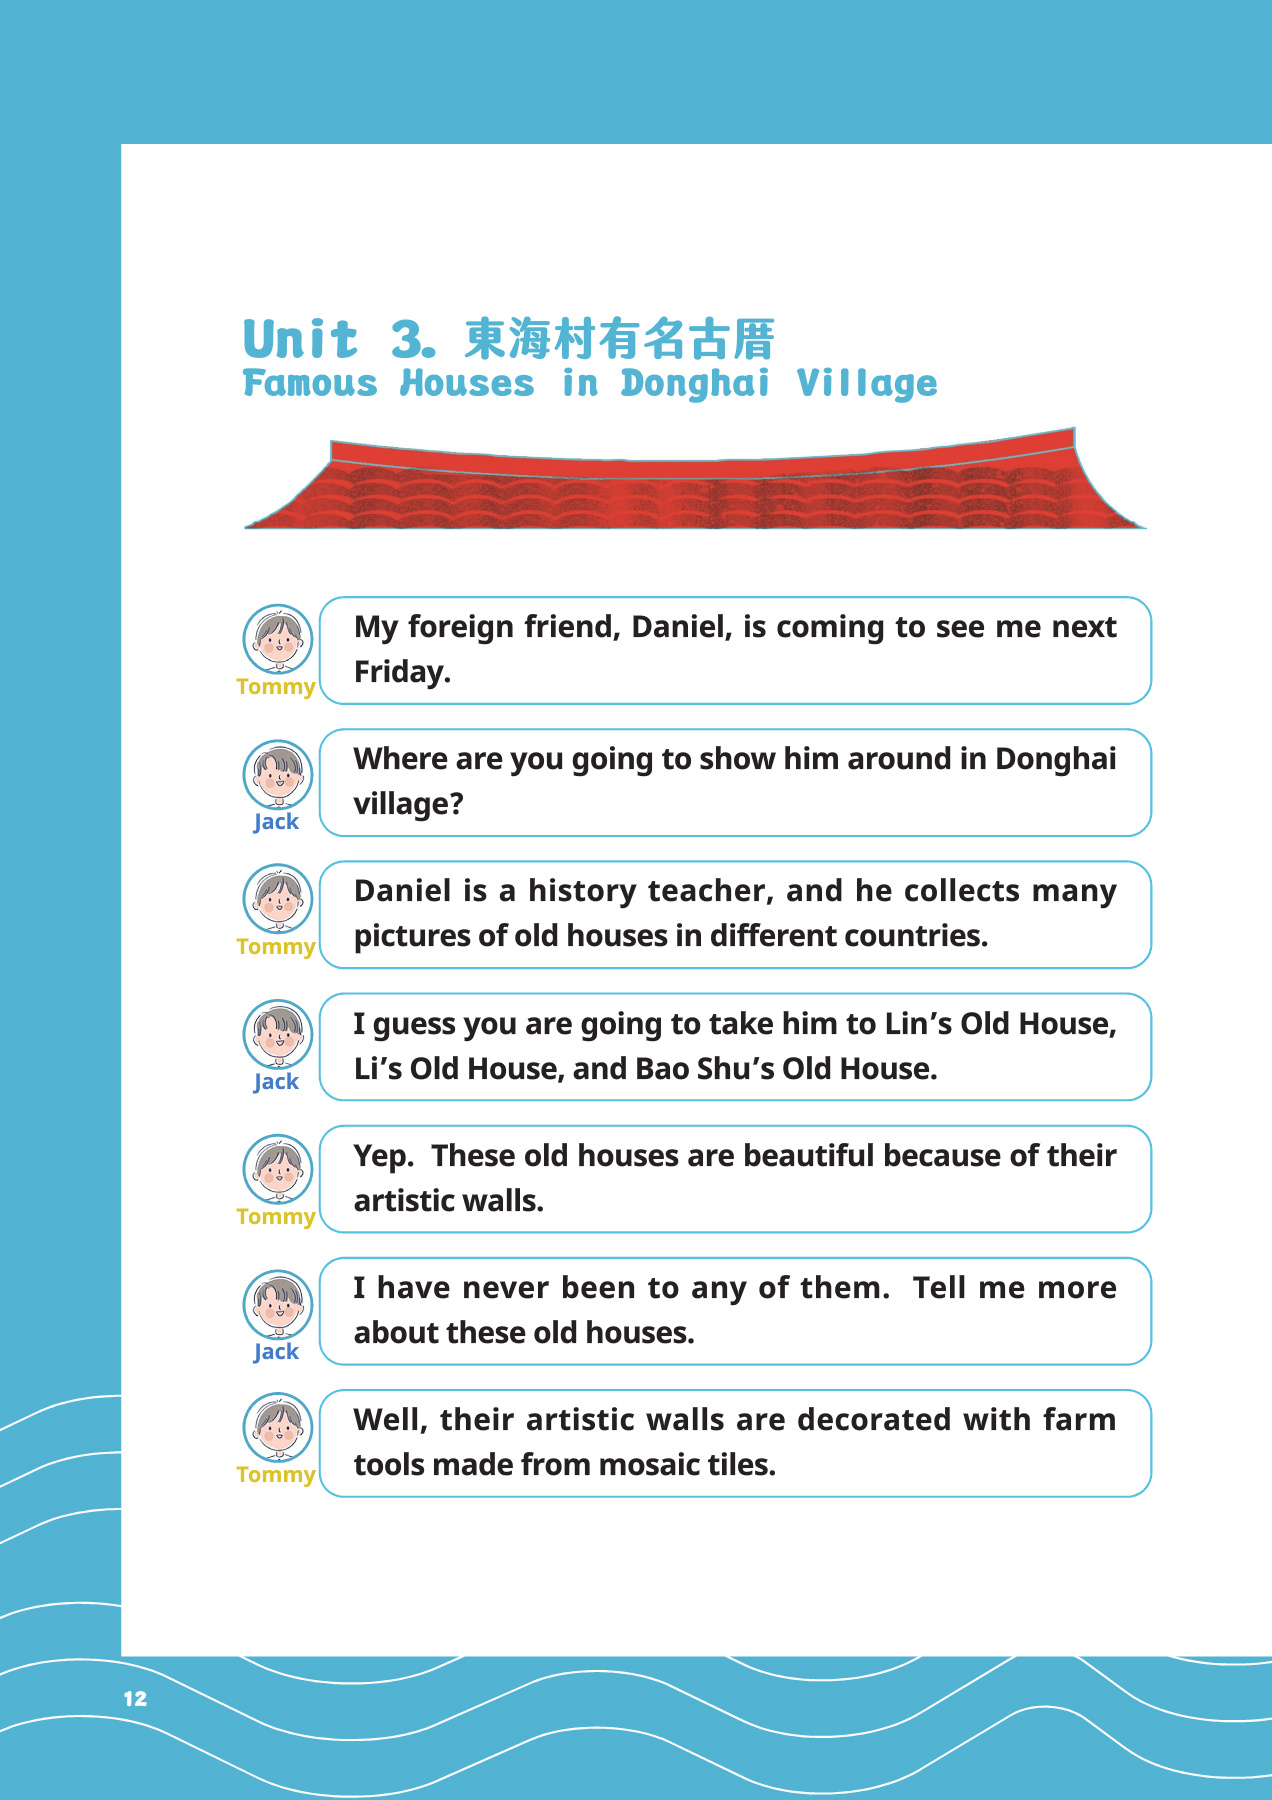 Unit 3. 東海村有名古厝
Famous Houses in Donghai Village
My foreign friend, Daniel, is coming to see me next
Friday.
Tommy
Where are you going to show him around in Donghai
village?
Jack
Daniel is a history teacher, and he collects many
pictures of old houses in different countries.
Tommy
I guess you are going to take him to Lin’s Old House,
Li’s Old House, and Bao Shu’s Old House.
Jack
Yep.  These old houses are beautiful because of their
artistic walls.
Tommy
I have never been to any of them.  Tell me more
about these old houses.
Jack
Well, their artistic walls are decorated with farm
tools made from mosaic tiles.
Tommy
12